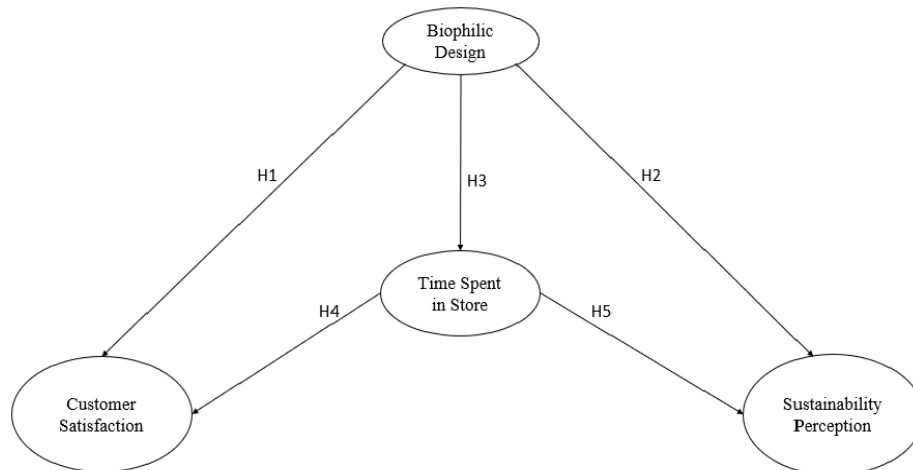 Biophilic
Design
H1
H3
H2
Time Spent
in Store
H4
H5
Customer
Satisfaction
Sustainability
Perception